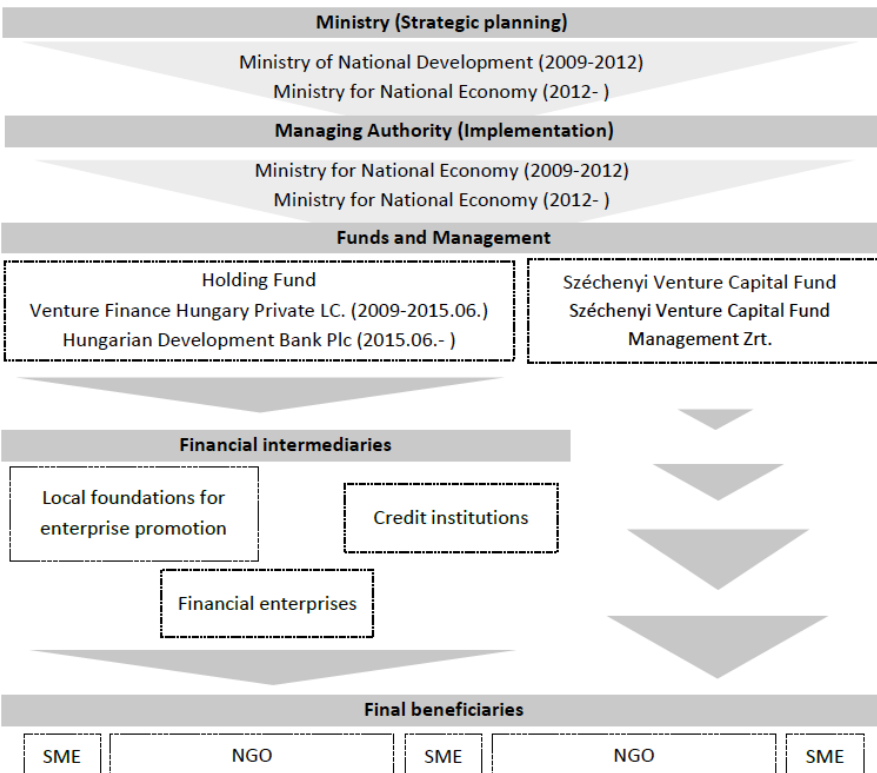 Ministry (Strategic planning)
Ministry of National Development (2009-2012)
Ministry for National Economy (2012- )
Managing Authority (Implementation)
Ministry for National Economy (2009-2012)
Ministry for National Economy (2012- )
Funds and Management
Holding Fund
Venture Finance Hungary Private LC. (2009-2015.06.)
Hungarian Development Bank Plc (2015.06.- )
Széchenyi Venture Capital Fund
Széchenyi Venture Capital Fund
Management Zrt.
Financial intermediaries
Local foundations for
enterprise promotion
Credit institutions
Financial enterprises
Final beneficiaries
SME
NGO
SME
NGO
SME